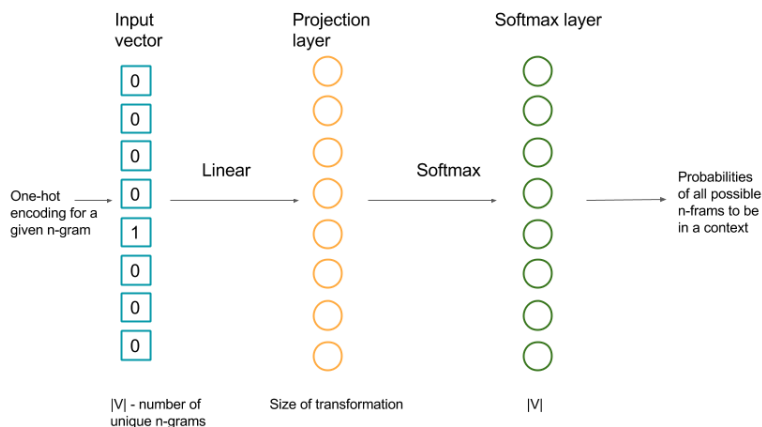 Input
vector
Projection
layer
Softmax layer
0
0
0
0
1
0
0
0
One-hot
encoding for a
given n-gram
Linear
Softmax
Probabilities
of all possible
n-frams to be
in a context
|V| - number of
unique n-grams
Size of transformation
|V|